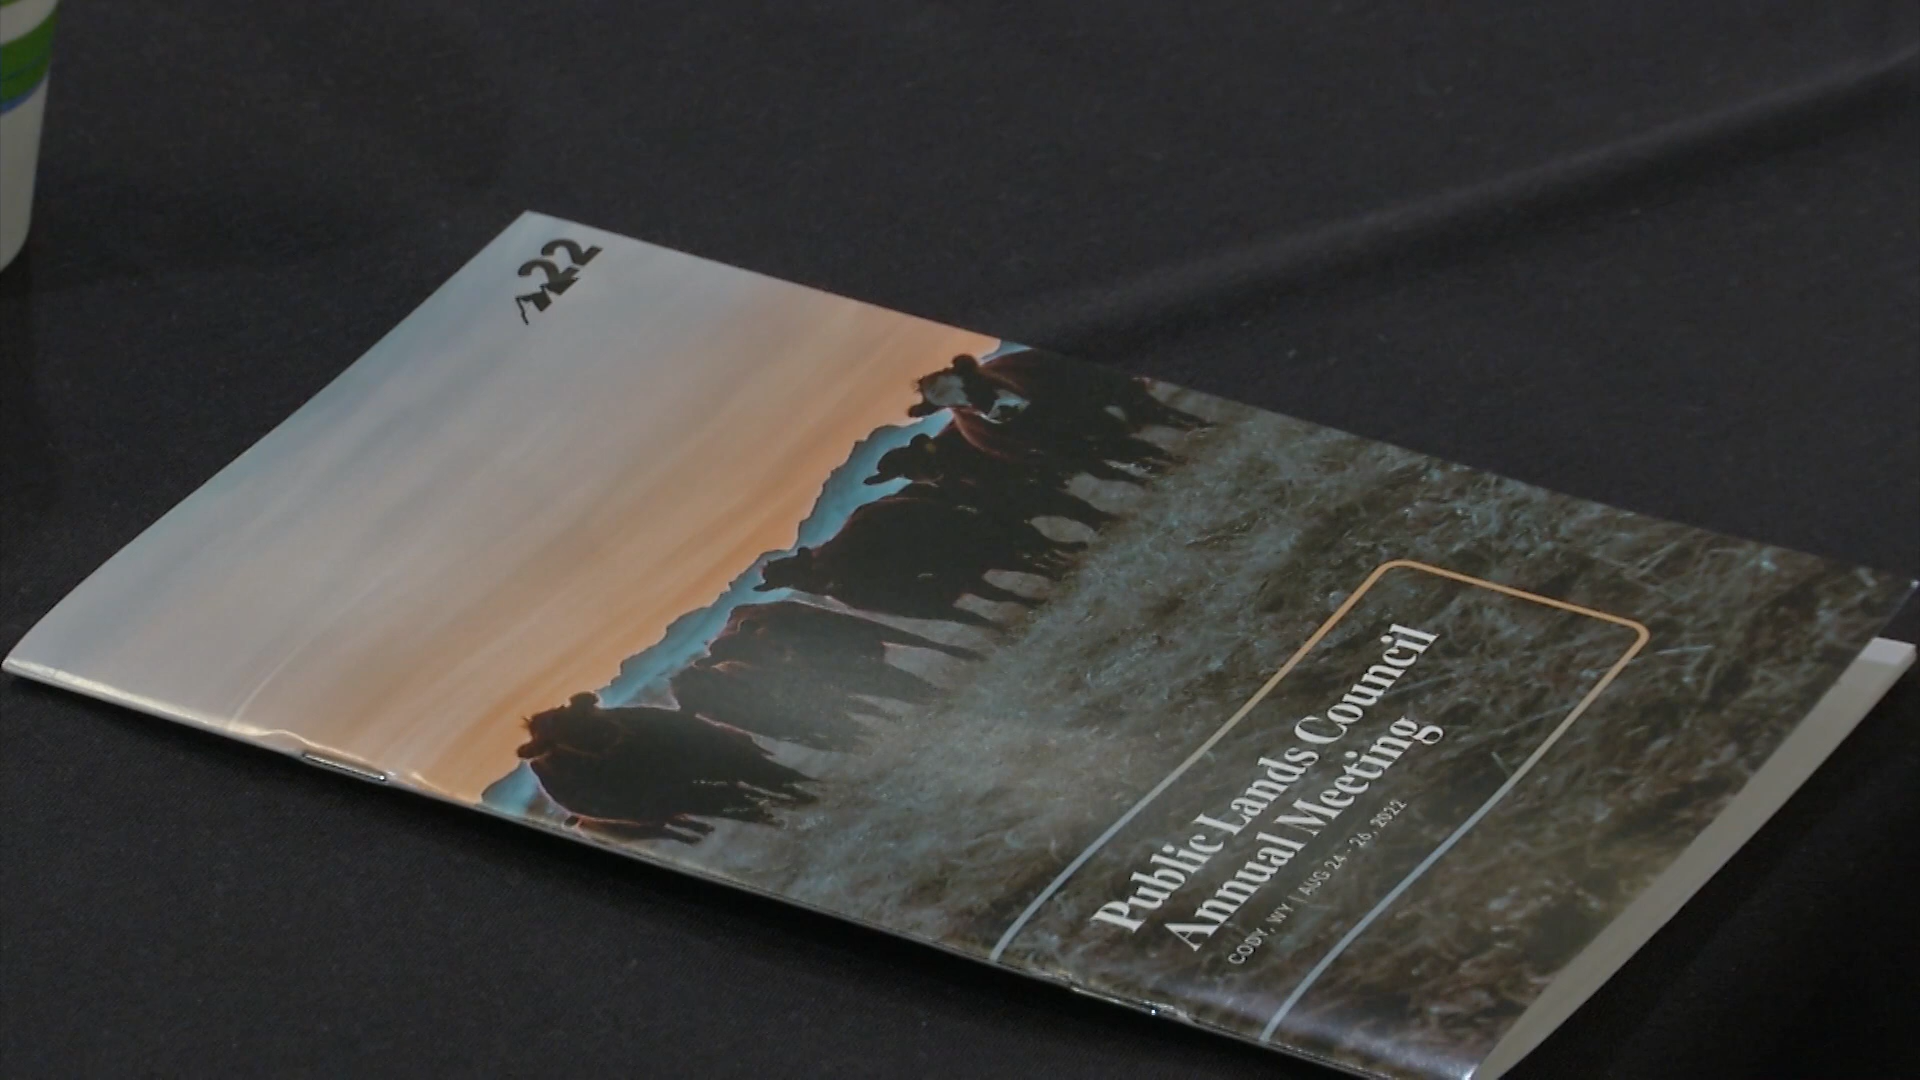 22
Public Lands Council
Annual Meeting
CODY, WY | AUG 24 - 26, 2022